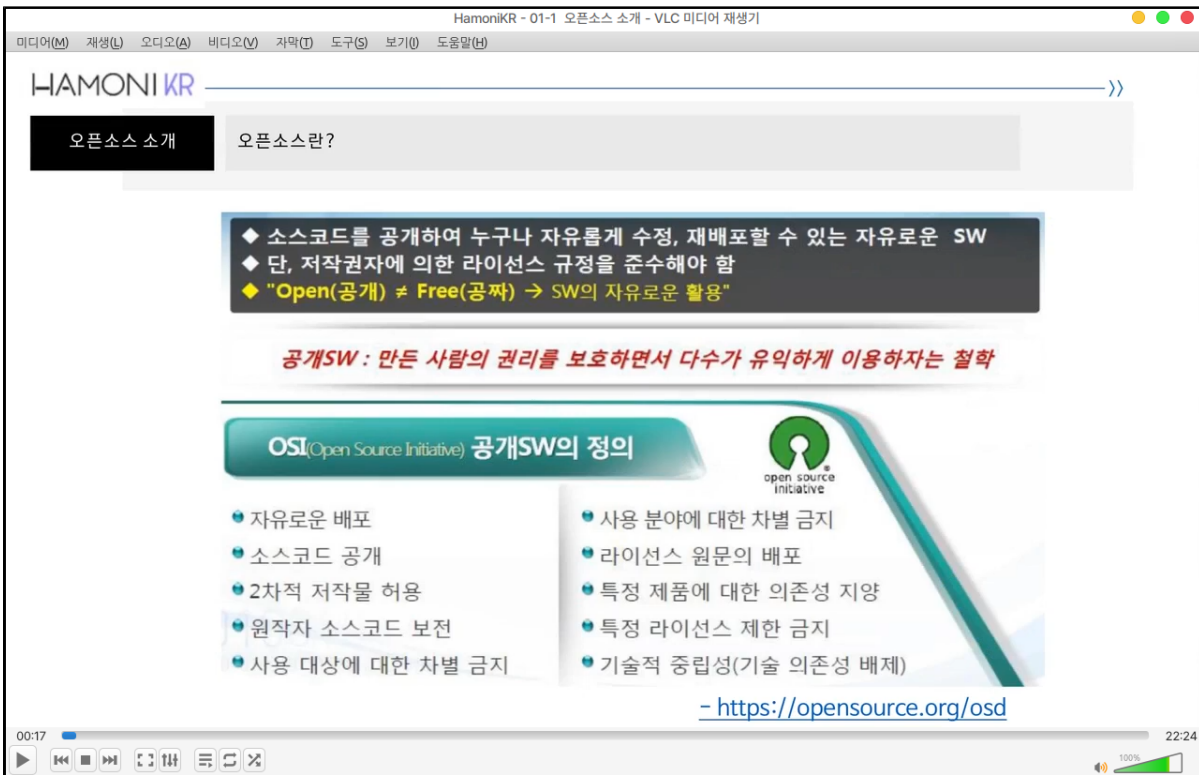 HamoniKR - 01-1 오픈소스 소개 - VLC 미디어 재생기
미디어(M) 재생(L) 오디오(A) 비디오(V) 자막(T) 도구(S) 보기(I) 도움말(H)
HAMONIKR
오픈소스 소개
오픈소스란?
◆ 소스코드를 공개하여 누구나 자유롭게 수정, 재배포할 수 있는 자유로운 SW
◆ 단, 저작권자에 의한 라이선스 규정을 준수해야 함
◆ "Open(공개) ≠ Free(공짜) → SW의 자유로운 활용"
공개SW : 만든 사람의 권리를 보호하면서 다수가 유익하게 이용하자는 철학
OSI(Open Source Initiative) 공개SW의 정의
open source
initiative
자유로운 배포
소스코드 공개
2차적 저작물 허용
원작자 소스코드 보전
사용 대상에 대한 차별 금지
사용 분야에 대한 차별 금지
라이선스 원문의 배포
특정 제품에 대한 의존성 지양
특정 라이선스 제한 금지
기술적 중립성(기술 의존성 배제)
- https://opensource.org/osd
00:17
22:24
100%